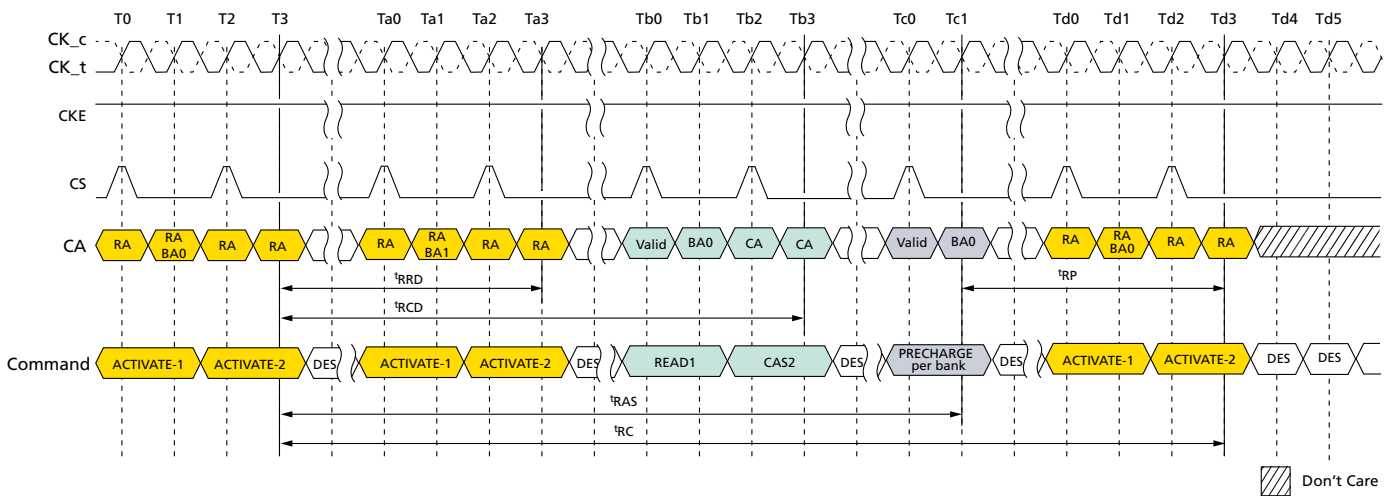 T0 T1 T2 T3 Ta0 Ta1 Ta2 Ta3 Tb0 Tb1 Tb2 Tb3 Tc0 Tc1 Td0 Td1 Td2 Td3 Td4 Td5
CK_c
CK_t
CKE
CS
CA RA RA BA0 RA RA RA RA BA1 RA RA Valid BA0 CA CA Valid BA0 RA RA BA0 RA RA
tRRD tRP
tRCD
Command ACTIVATE-1 ACTIVATE-2 DES ACTIVATE-1 ACTIVATE-2 DES READ1 CAS2 DES PRECHARGE per bank DES ACTIVATE-1 ACTIVATE-2 DES DES
tRAS
tRC
Don't Care